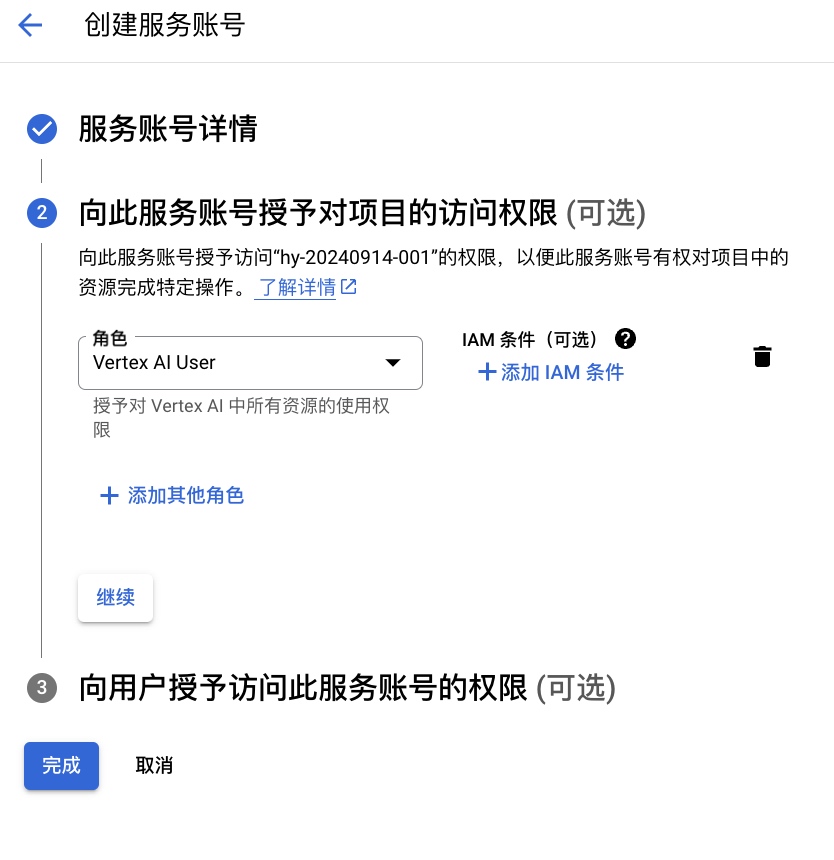 创建服务账号
服务账号详情
2 向此服务账号授予对项目的访问权限 (可选)
向此服务账号授予访问“hy-20240914-001”的权限，以便此服务账号有权对项目中的
资源完成特定操作。 了解详情
角色
Vertex AI User
IAM 条件（可选） ?
+ 添加 IAM 条件
授予对 Vertex AI 中所有资源的使用权
限
+ 添加其他角色
继续
3 向用户授予访问此服务账号的权限 (可选)
完成 取消